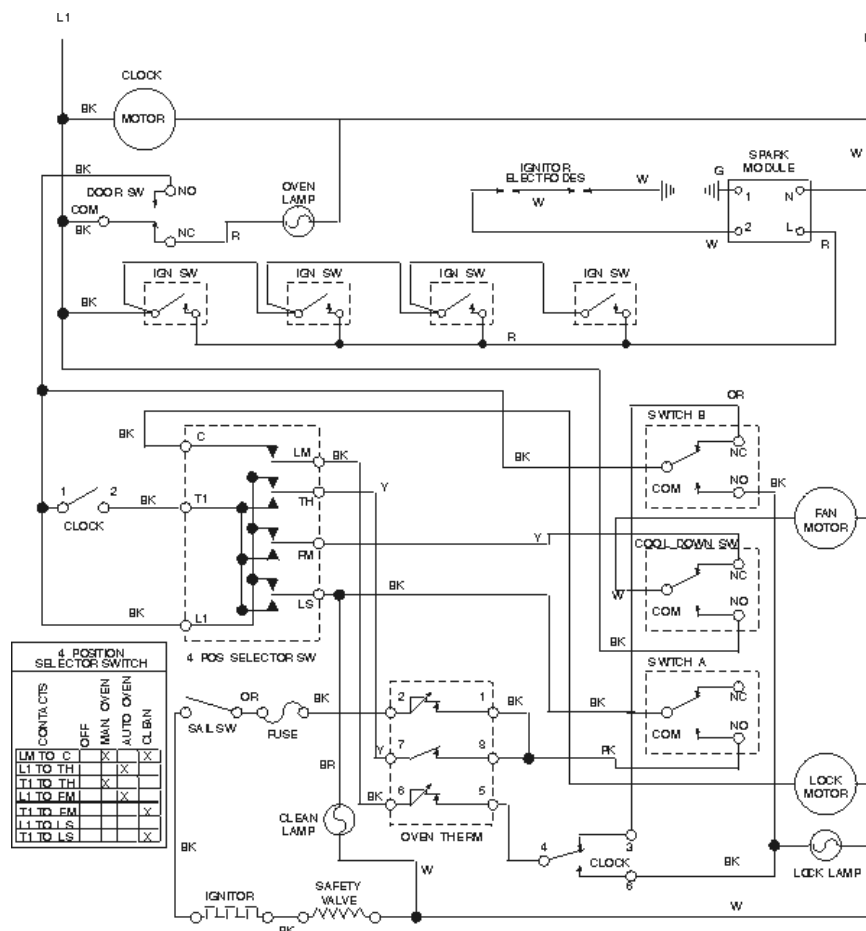 L1
CLOCK
BK
MOTOR
BK
W
DOOR SW
NO
COM
BK
NC
R
OVEN LAMP
IGNITOR ELECTRODES
W
W
G
SPARK MODULE
1
N
2
L
W
R
IGN SW
IGN SW
IGN SW
IGN SW
BK
R
OR
SWITCH B
BK
C
LM
BK
BK
NC
COM
NO
BK
1
2
BK
T1
TH
Y
CLOCK
FAN MOTOR
FM
Y
COOL DOWN SW
NC
W
COM
NO
LS
BK
BK
L1
BK
4 POS SELECTOR SW
SWITCH A
NC
BK
COM
NO
4 POSITION
SELECTOR SWITCH
CONTACTS
OFF
MAN. OVEN
AUTO OVEN
CLEAN
LM TO C X X
L1 TO TH X
T1 TO TH X
L1 TO FM X
T1 TO FM X
L1 TO LS
T1 TO LS X
SAIL SW
OR
FUSE
BK
2
1
BK
Y
7
8
PK
BK
6
5
OVEN THERM
BR
CLEAN LAMP
LOCK MOTOR
4
3
CLOCK
6
BK
LOCK LAMP
BK
W
W
IGNITOR
BK
SAFETY VALVE